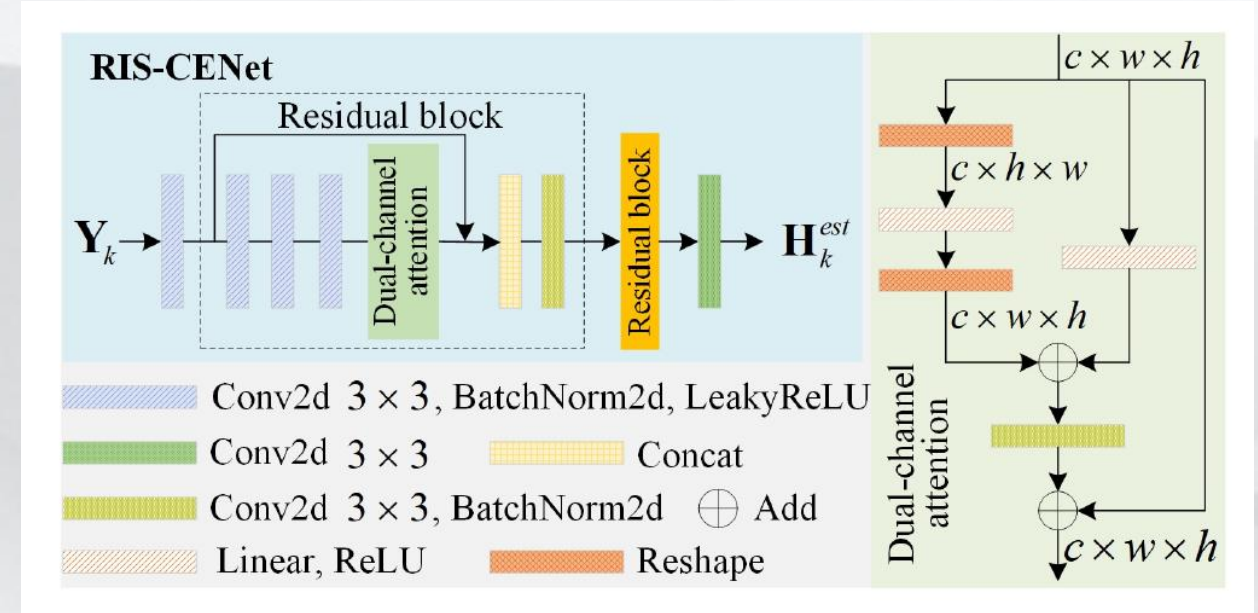 RIS-CENet
Residual block
Y_k
Dual-channel
attention
Residual block
H_k^{est}
Conv2d 3 × 3, BatchNorm2d, LeakyReLU
Conv2d 3 × 3
Concat
Conv2d 3 × 3, BatchNorm2d
Add
Linear, ReLU
Reshape
c × w × h
c × h × w
c × w × h
Dual-channel
attention
c × w × h